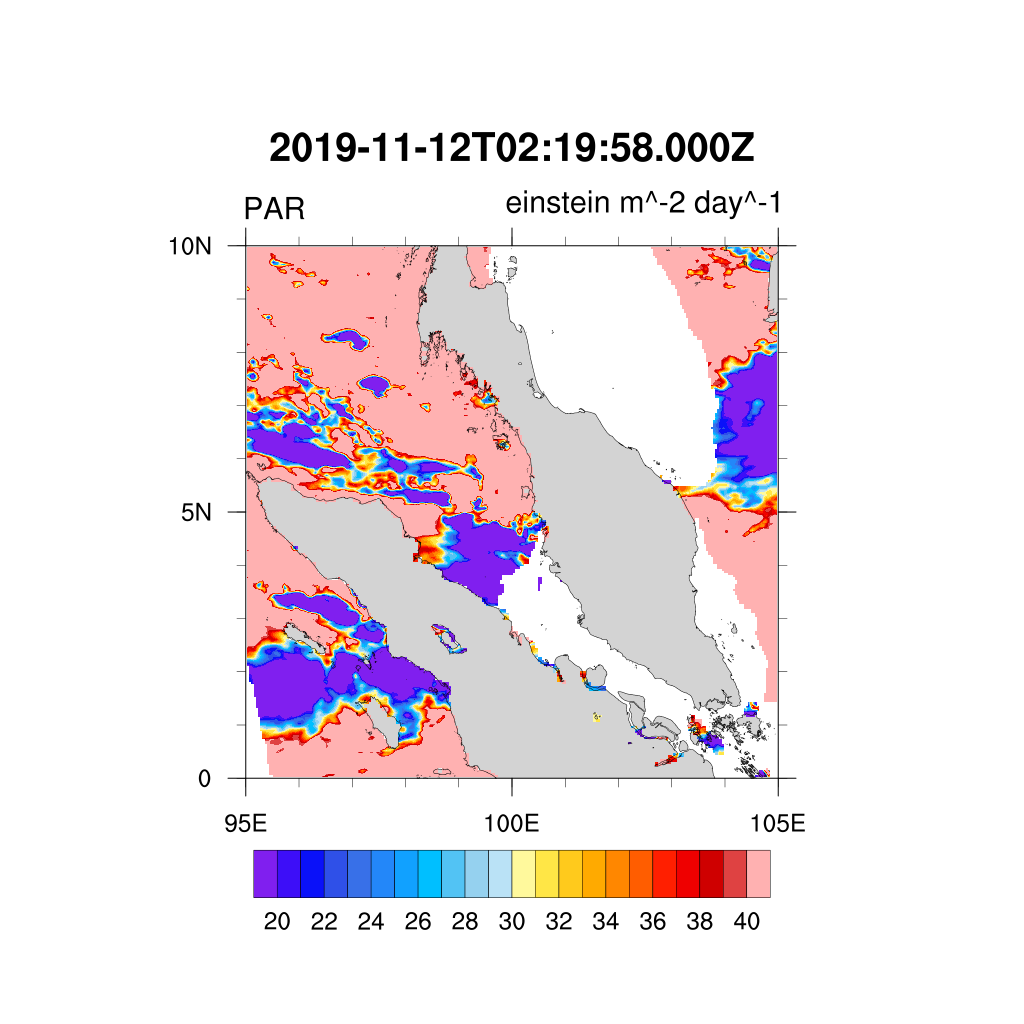 2019-11-12T02:19:58.000Z
PAR einstein m^-2 day^-1
10N
5N
0
95E 100E 105E
20 22 24 26 28 30 32 34 36 38 40